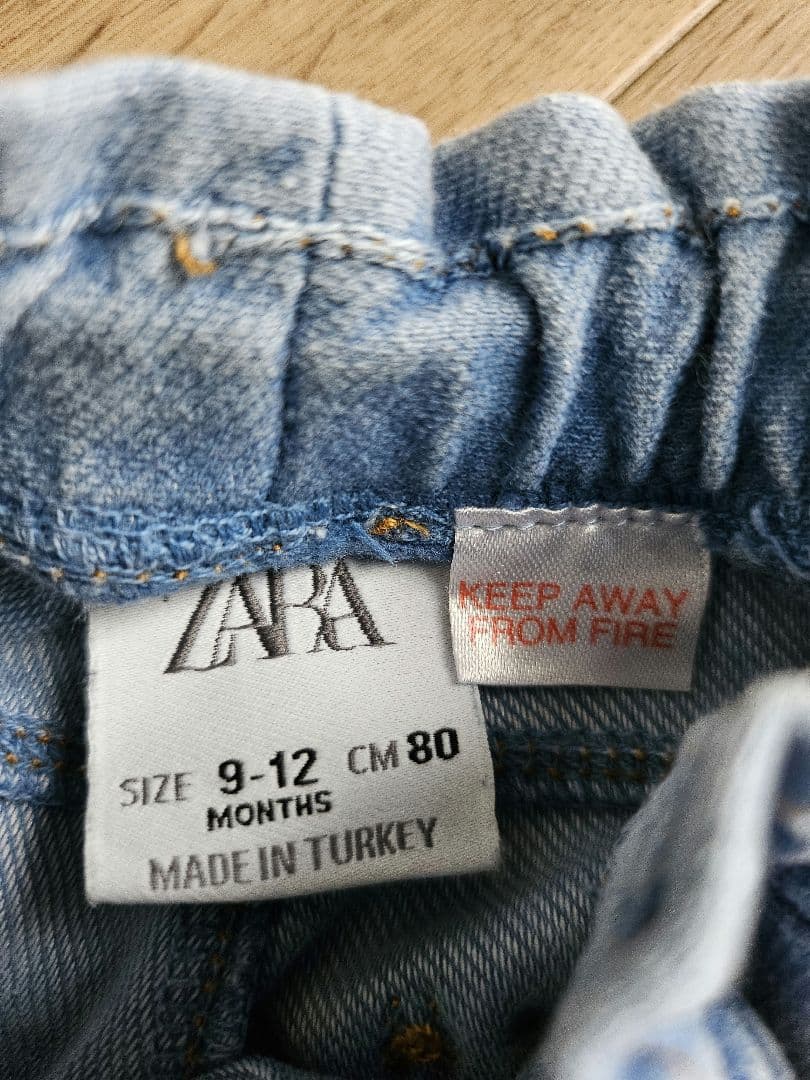 ZARA
SIZE 9-12 CM 80
MONTHS
MADE IN TURKEY
KEEP AWAY
FROM FIRE